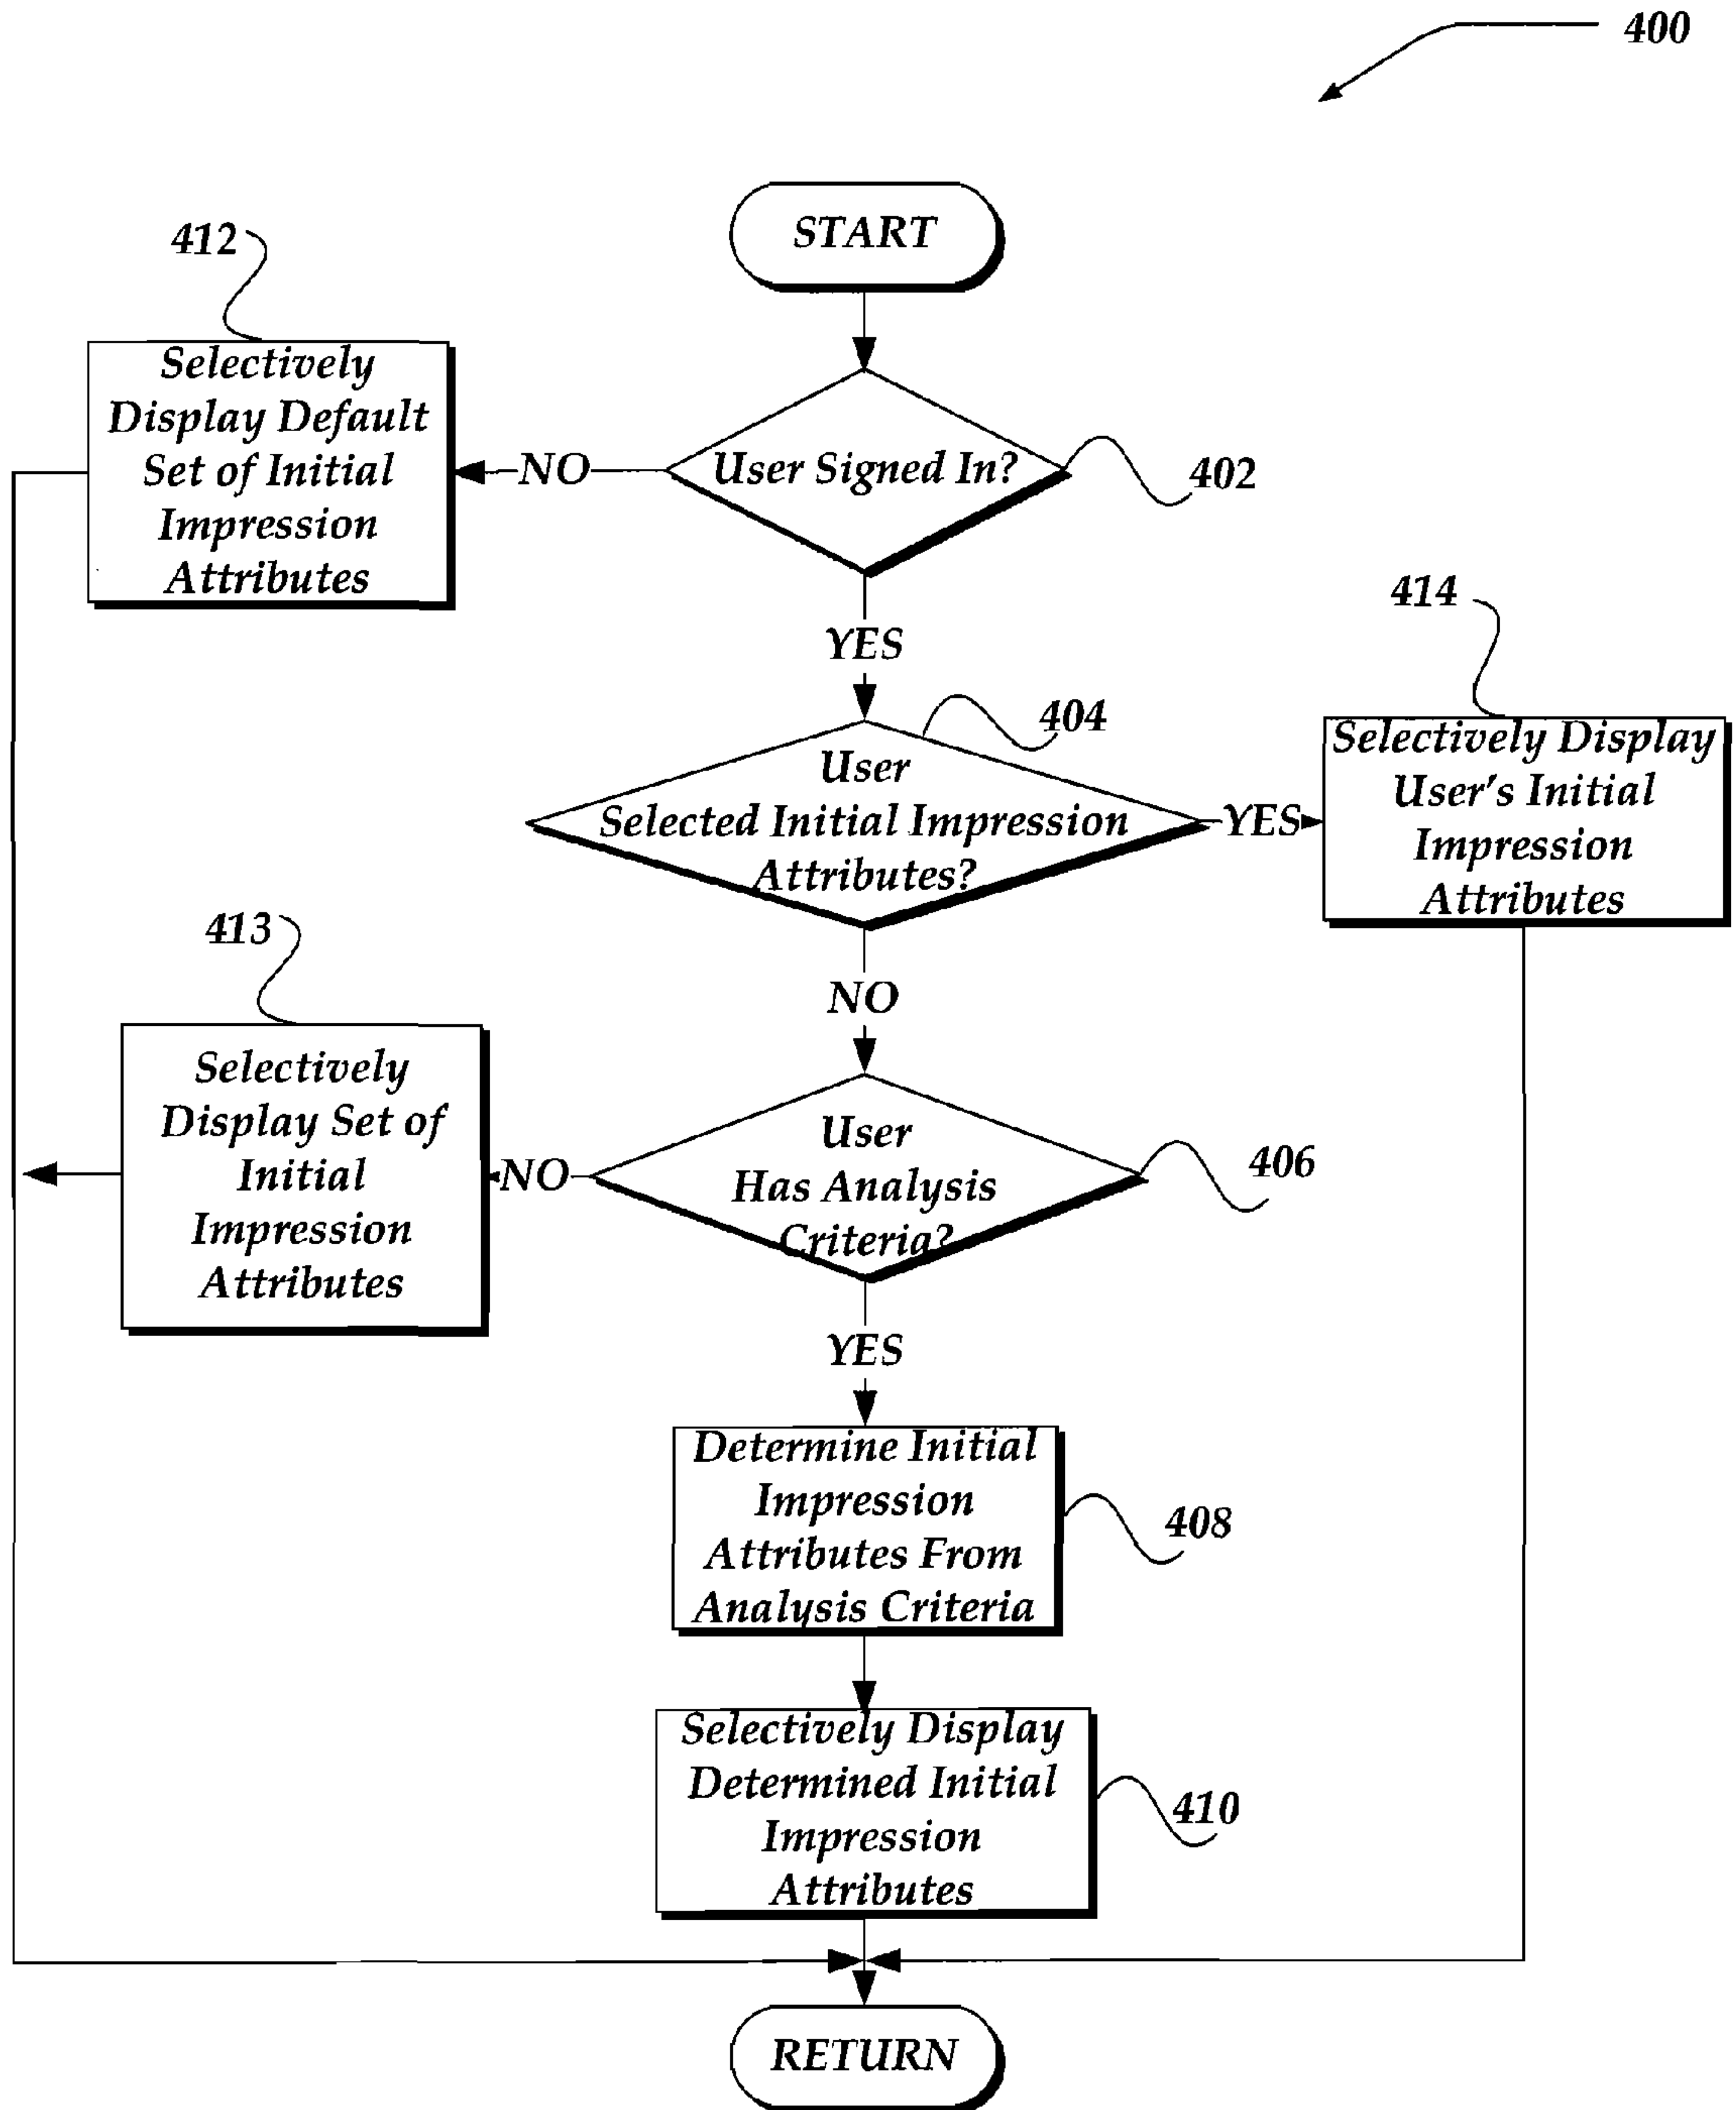 400
START
412
Selectively
Display Default
Set of Initial
Impression
Attributes
NO
User Signed In?
402
YES
414
404
User
Selected Initial Impression
Attributes?
YES
Selectively Display
User's Initial
Impression
Attributes
413
NO
Selectively
Display Set of
Initial
Impression
Attributes
NO
User
Has Analysis
Criteria?
406
YES
Determine Initial
Impression
Attributes From
Analysis Criteria
408
Selectively Display
Determined Initial
Impression
Attributes
410
RETURN